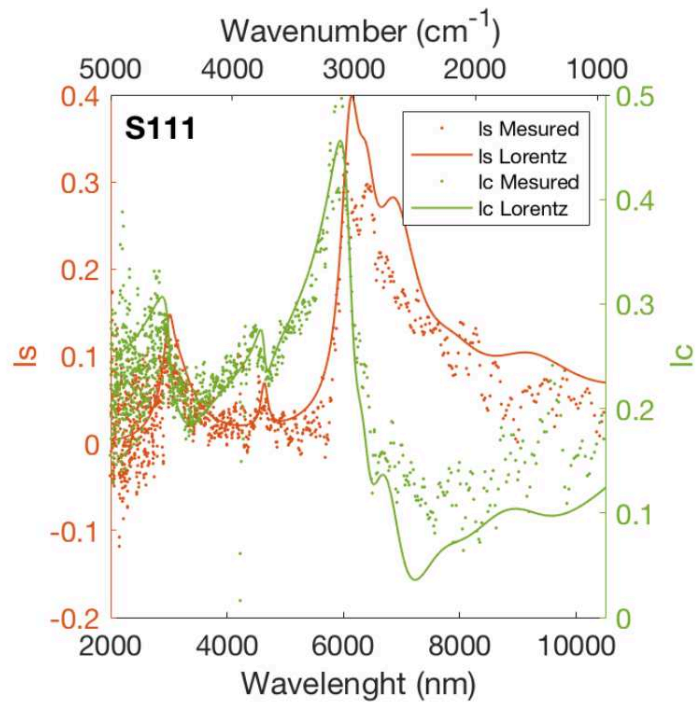 Wavenumber (cm⁻¹)
5000 4000 3000 2000 1000
S111
Is Mesured
Is Lorentz
Ic Mesured
Ic Lorentz
0.4
0.3
0.2
0.1
0
-0.1
-0.2
Is
0.5
0.4
0.3
0.2
0.1
0
Ic
2000 4000 6000 8000 10000
Wavelenght (nm)